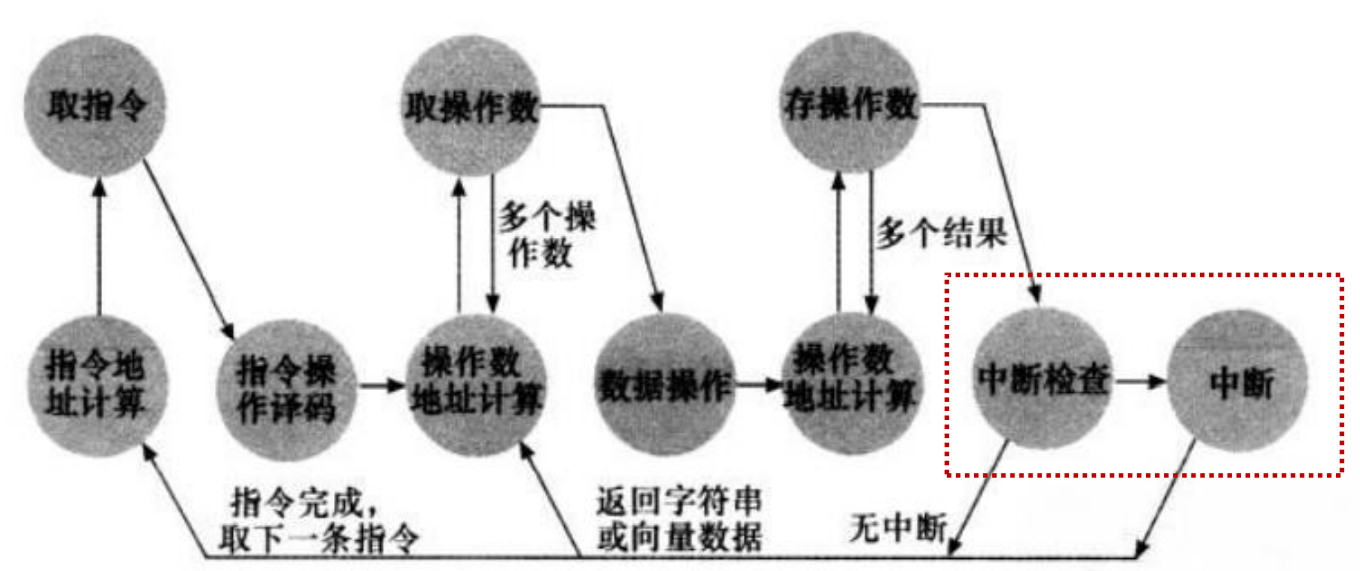 取指令
取操作数
存操作数
多个操
作数
多个结果
指令地
址计算
指令操
作译码
操作数
地址计算
数据操作
操作数
地址计算
中断检查
中断
指令完成，
取下一条指令
返回字符串
或向量数据
无中断